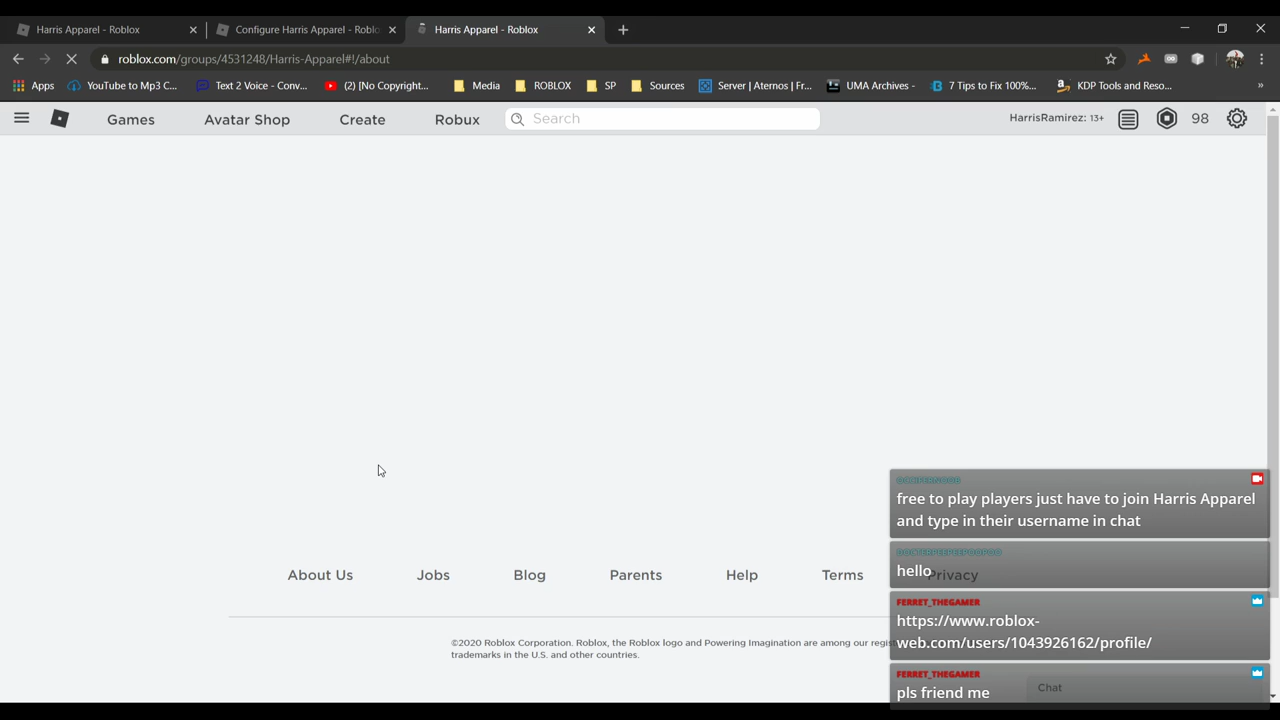 Harris Apparel - Roblox
Configure Harris Apparel - Roblo
Harris Apparel - Roblox
roblox.com/groups/4531248/Harris-Apparel#!/about
Apps
YouTube to Mp3 C...
Text 2 Voice - Conv...
(2) [No Copyright...
Media
ROBLOX
SP
Sources
Server | Aternos | Fr...
UMA Archives -
7 Tips to Fix 100%...
KDP Tools and Reso...
»
Games
Avatar Shop
Create
Robux
Search
HarrisRamirez: 13+
98
free to play players just have to join Harris Apparel
and type in their username in chat
hello
FERRET_THEGAMER
https://www.roblox-
web.com/users/1043926162/profile/
FERRET_THEGAMER
pls friend me
About Us
Jobs
Blog
Parents
Help
Terms
Privacy
©2020 Roblox Corporation. Roblox, the Roblox logo and Powering Imagination are among our regist
trademarks in the U.S. and other countries.
Chat